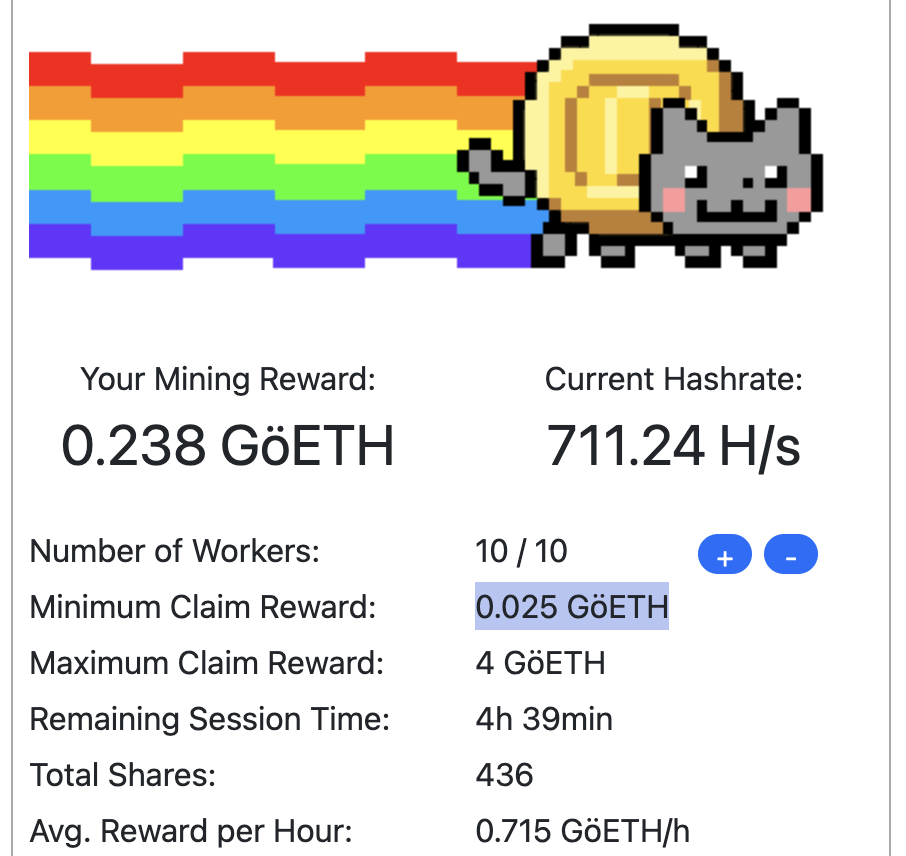 Your Mining Reward: Current Hashrate:
0.238 GöETH 711.24 H/s
Number of Workers: 10 / 10 + -
Minimum Claim Reward: 0.025 GöETH
Maximum Claim Reward: 4 GöETH
Remaining Session Time: 4h 39min
Total Shares: 436
Avg. Reward per Hour: 0.715 GöETH/h